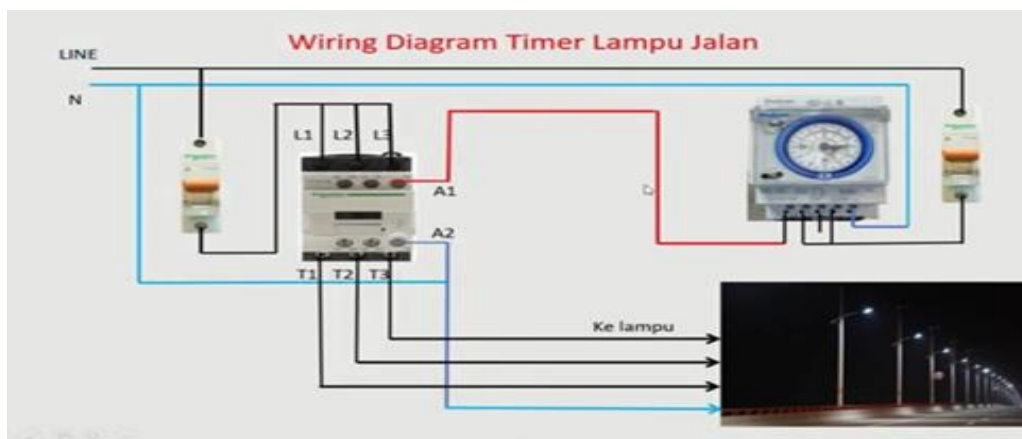 Wiring Diagram Timer Lampu Jalan
LINE
N
L1 L2 L3
A1
A2
T1 T2 T3
Ke lampu